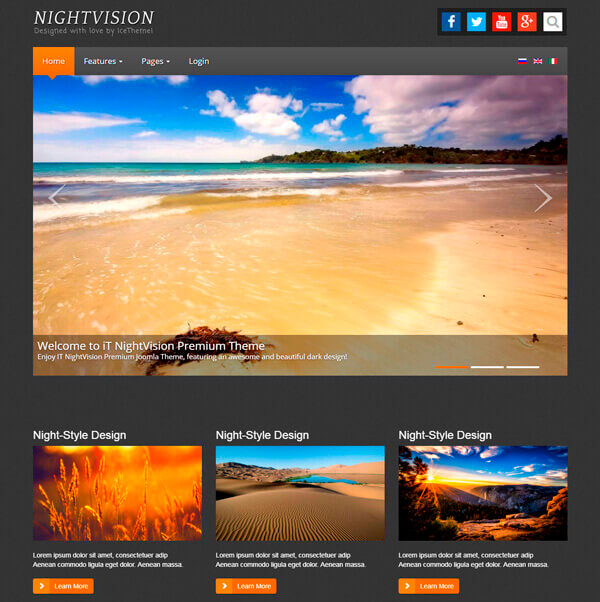 NIGHTVISION
Designed with love by IceTheme!
f
You
Tube
g+
Home
Features
Pages
Login
Welcome to iT NightVision Premium Theme
Enjoy IT NightVision Premium Joomla Theme, featuring an awesome and beautiful dark design!
Night-Style Design
Lorem ipsum dolor sit amet, consectetuer adip
Aenean commodo ligula eget dolor. Aenean massa.
Learn More
Night-Style Design
Lorem ipsum dolor sit amet, consectetuer adip
Aenean commodo ligula eget dolor. Aenean massa.
Learn More
Night-Style Design
Lorem ipsum dolor sit amet, consectetuer adip
Aenean commodo ligula eget dolor. Aenean massa.
Learn More